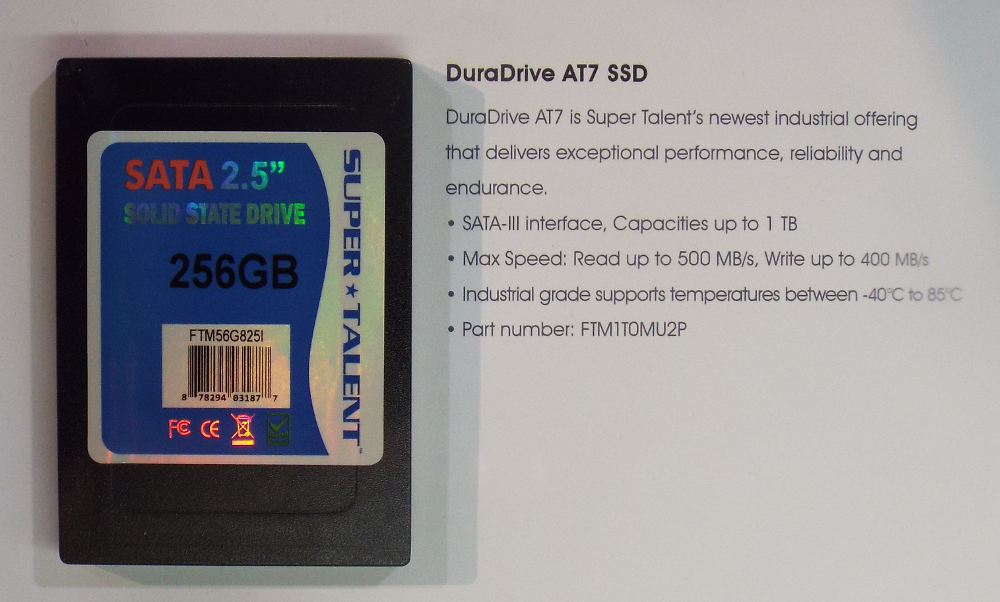 SATA 2.5”
SOLID STATE DRIVE
256GB
FTM56G825I
8 78294 03187 7
FC CE
SUPER★TALENT™
DuraDrive AT7 SSD
DuraDrive AT7 is Super Talent’s newest industrial offering
that delivers exceptional performance, reliability and
endurance.
• SATA-III interface, Capacities up to 1 TB
• Max Speed: Read up to 500 MB/s, Write up to 400 MB/s
• Industrial grade supports temperatures between -40°C to 85°C
• Part number: FTM1T0MU2P